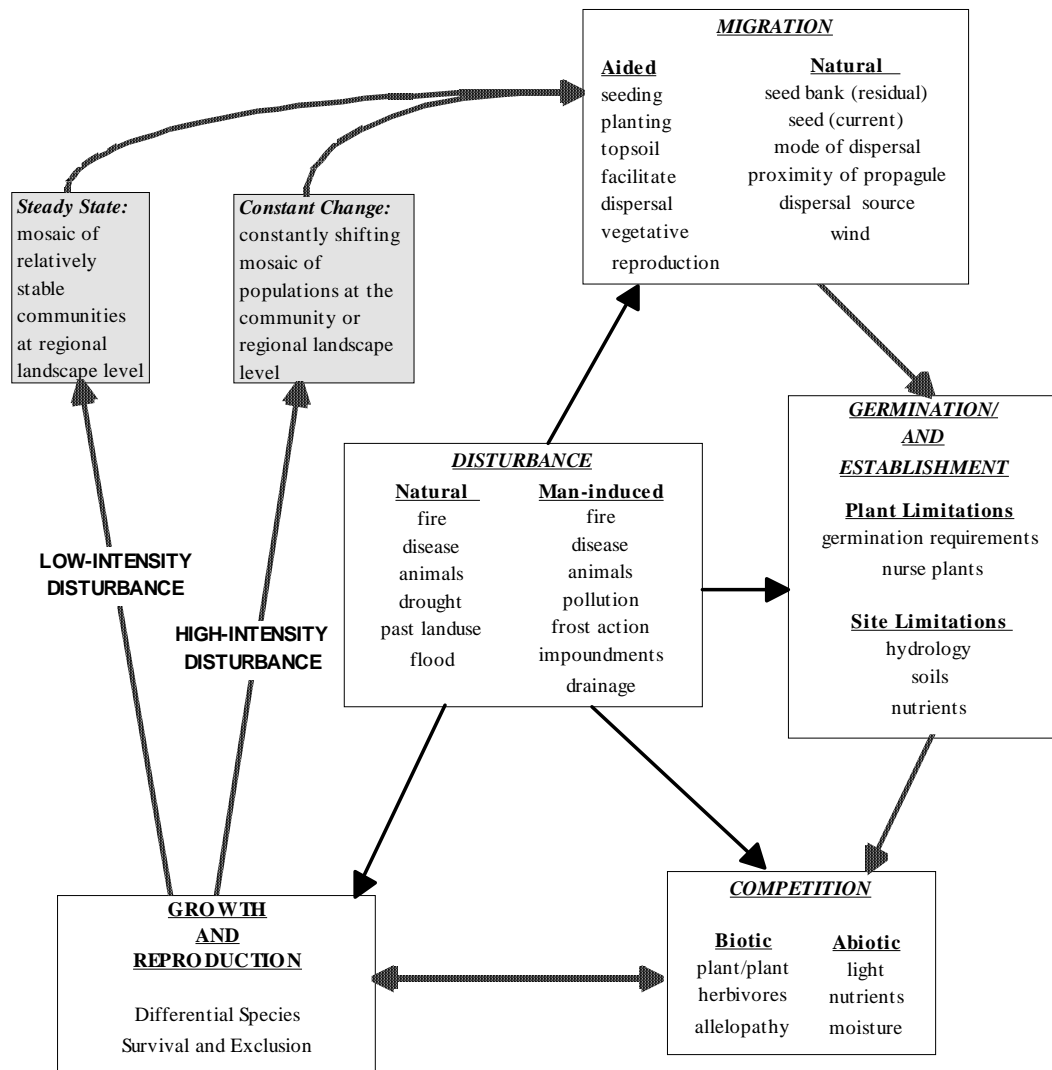 MIGRATION
Aided
seeding
planting
topsoil
facilitate
dispersal
vegetative
reproduction
Natural
seed bank (residual)
seed (current)
mode of dispersal
proximity of propagule
dispersal source
wind
Steady State:
mosaic of
relatively
stable
communities
at regional
landscape level
Constant Change:
constantly shifting
mosaic of
populations at the
community or
regional landscape
level
GERMINATION/
AND
ESTABLISHMENT
Plant Limitations
germination requirements
nurse plants
Site Limitations
hydrology
soils
nutrients
DISTURBANCE
Natural
fire
disease
animals
drought
past landuse
flood
Man-induced
fire
disease
animals
pollution
frost action
impoundments
drainage
LOW-INTENSITY
DISTURBANCE
HIGH-INTENSITY
DISTURBANCE
GROWTH
AND
REPRODUCTION
Differential Species
Survival and Exclusion
COMPETITION
Biotic
plant/plant
herbivores
allelopathy
Abiotic
light
nutrients
moisture